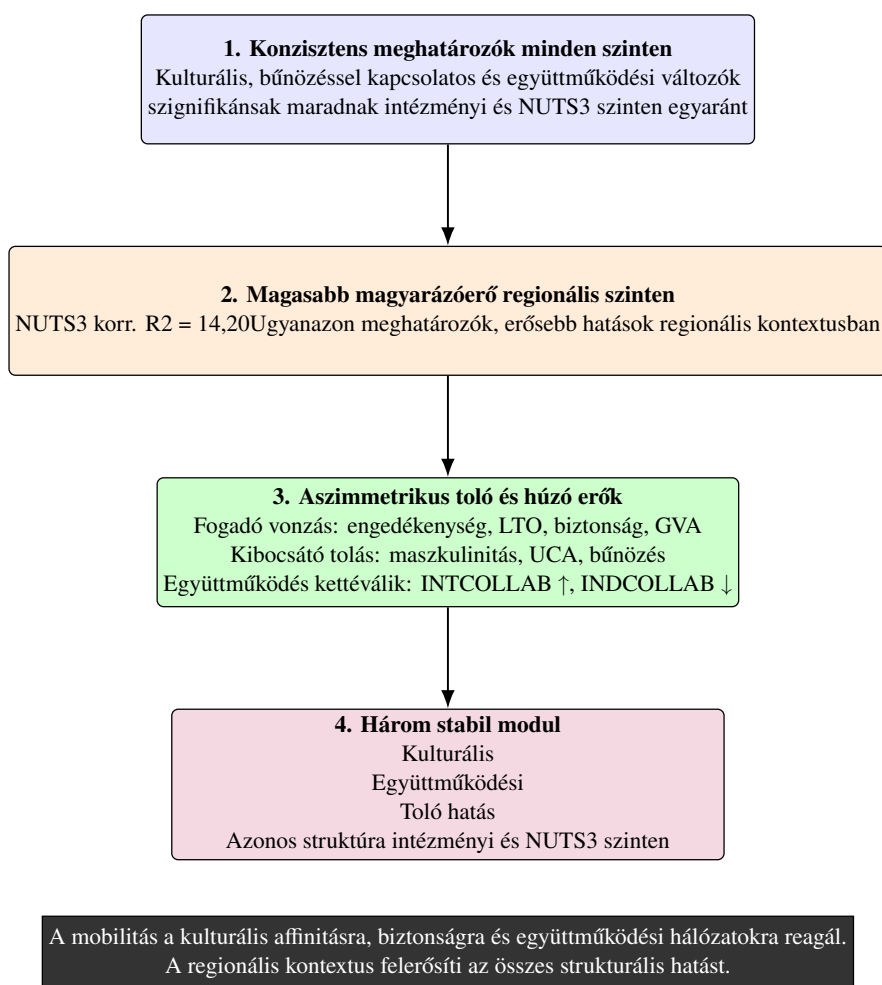 1. Konzisztens meghatározók minden szinten
Kulturális, bűnözéssel kapcsolatos és együttműködési változók
szignifikánsak maradnak intézményi és NUTS3 szinten egyaránt
2. Magasabb magyarázóerő regionális szinten
NUTS3 korr. R2 = 14,20Ugyanazon meghatározók, erősebb hatások regionális kontextusban
3. Aszimmetrikus toló és húzó erők
Fogadó vonzás: engedékenység, LTO, biztonság, GVA
Kibocsátó tolás: maszkulinitás, UCA, bűnözés
Együttműködés kettéválik: INTCOLLAB ↑, INDCOLLAB ↓
4. Három stabil modul
Kulturális
Együttműködési
Toló hatás
Azonos struktúra intézményi és NUTS3 szinten
A mobilitás a kulturális affinitásra, biztonságra és együttműködési hálózatokra reagál.
A regionális kontextus felerősíti az összes strukturális hatást.